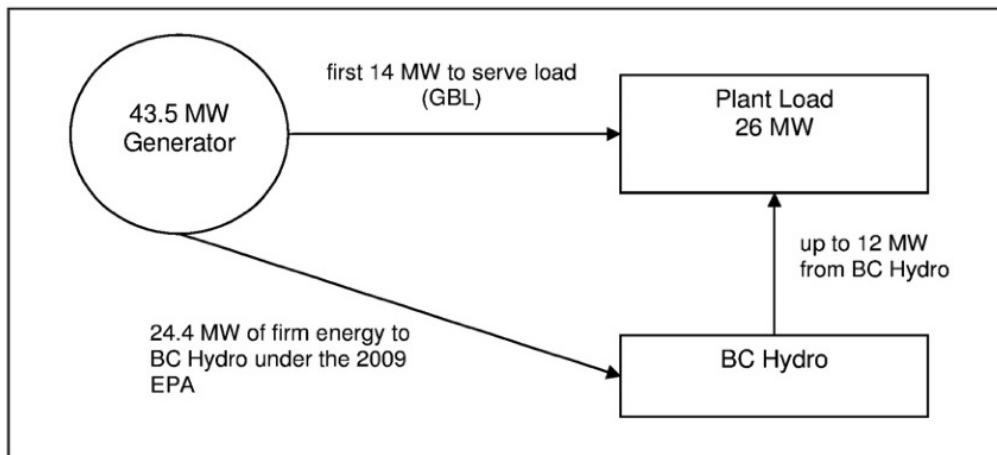 43.5 MW
Generator
first 14 MW to serve load
(GBL)
Plant Load
26 MW
up to 12 MW
from BC Hydro
24.4 MW of firm energy to
BC Hydro under the 2009
EPA
BC Hydro